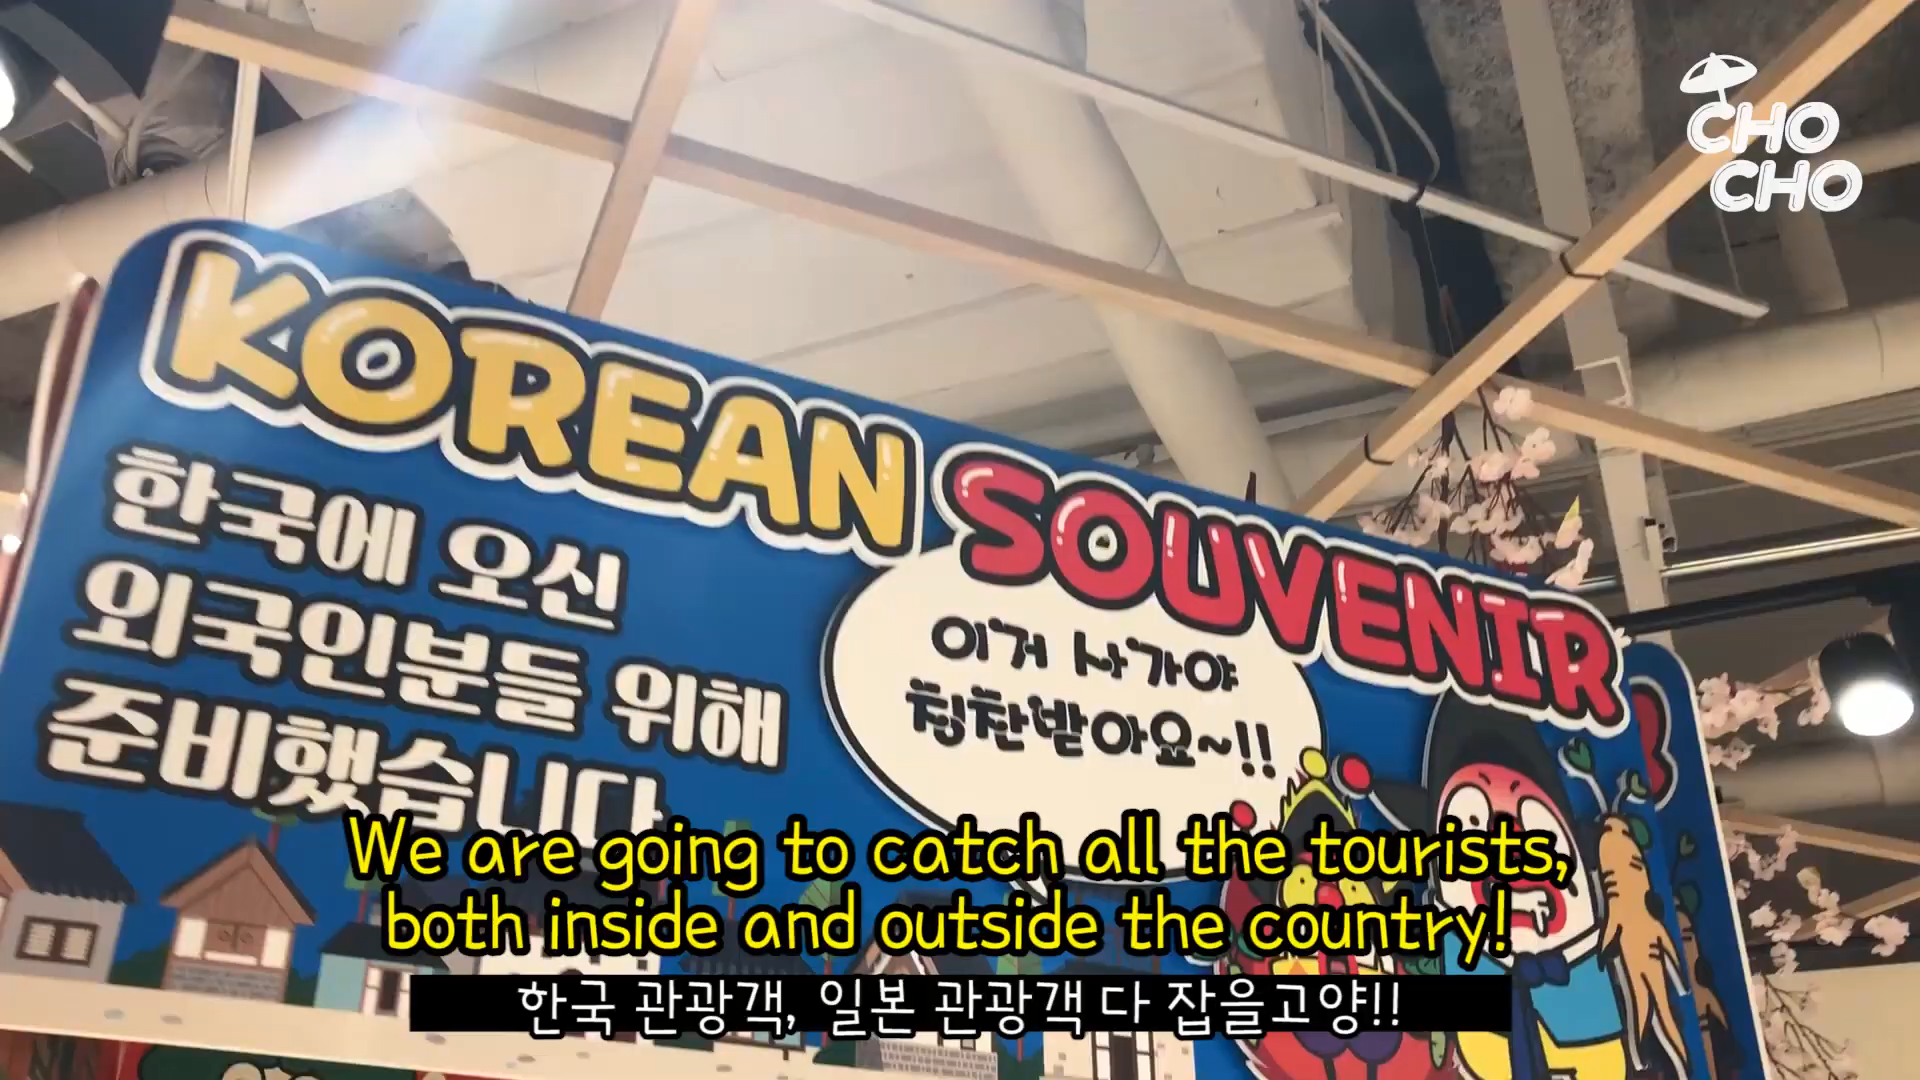 CHO
CHO
KOREAN SOUVENIR
한국에 오신
외국인분들 위해
준비했습니다
이거 사가야
칭찬받아요~!!
We are going to catch all the tourists,
both inside and outside the country!
한국 관광객, 일본 관광객 다 잡을고양!!